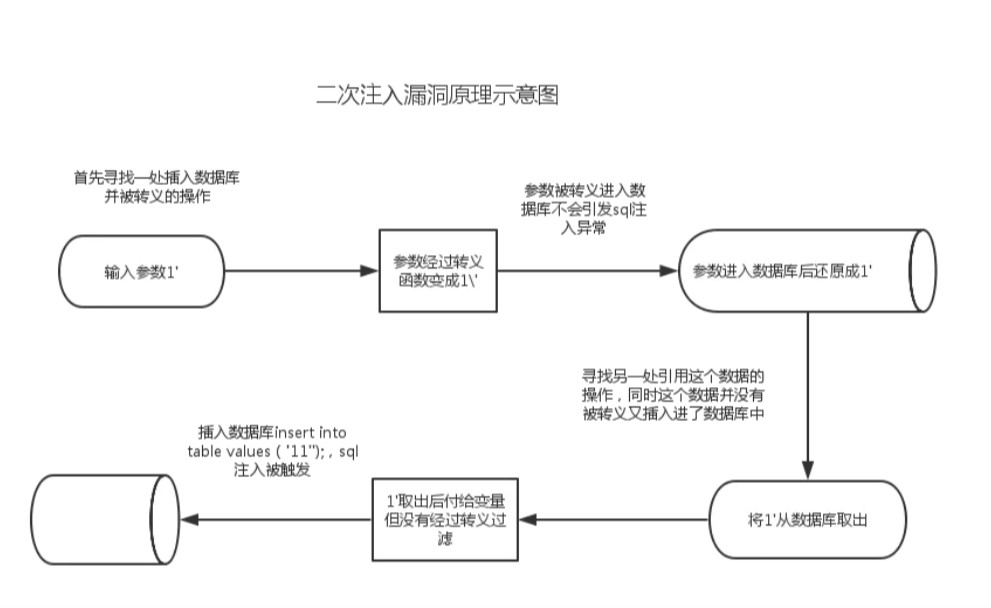 二次注入漏洞原理示意图
首先寻找一处插入数据库
并被转义的操作
参数被转义进入数
据库不会引发sql注
入异常
输入参数1'
参数经过转义
函数变成1\'
参数进入数据库后还原成1'
寻找另一处引用这个数据的
操作，同时这个数据并没有
被转义又插入进了数据库中
插入数据库insert into
table values ( '11''); , sql
注入被触发
1'取出后付给变量
但没有经过转义过
滤
将1'从数据库取出